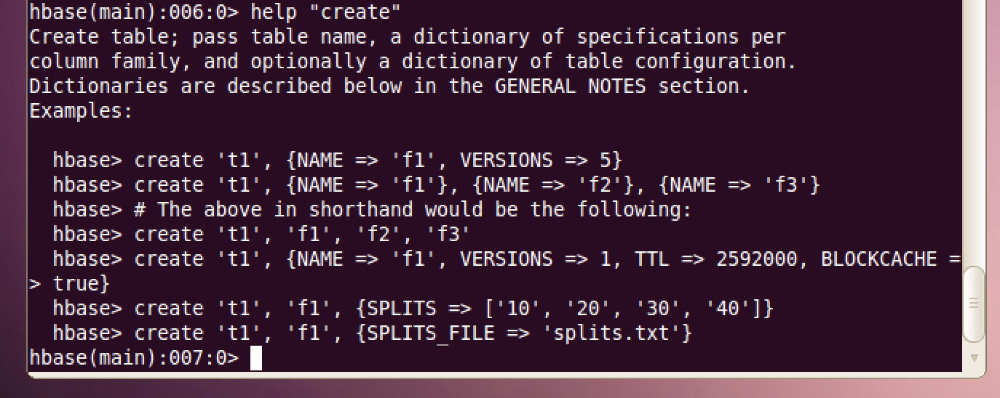 hbase(main):006:0> help "create"
Create table; pass table name, a dictionary of specifications per
column family, and optionally a dictionary of table configuration.
Dictionaries are described below in the GENERAL NOTES section.
Examples:
hbase> create 't1', {NAME => 'f1', VERSIONS => 5}
hbase> create 't1', {NAME => 'f1'}, {NAME => 'f2'}, {NAME => 'f3'}
hbase> # The above in shorthand would be the following:
hbase> create 't1', 'f1', 'f2', 'f3'
hbase> create 't1', {NAME => 'f1', VERSIONS => 1, TTL => 2592000, BLOCKCACHE =
> true}
hbase> create 't1', 'f1', {SPLITS => ['10', '20', '30', '40']}
hbase> create 't1', 'f1', {SPLITS_FILE => 'splits.txt'}
hbase(main):007:0>